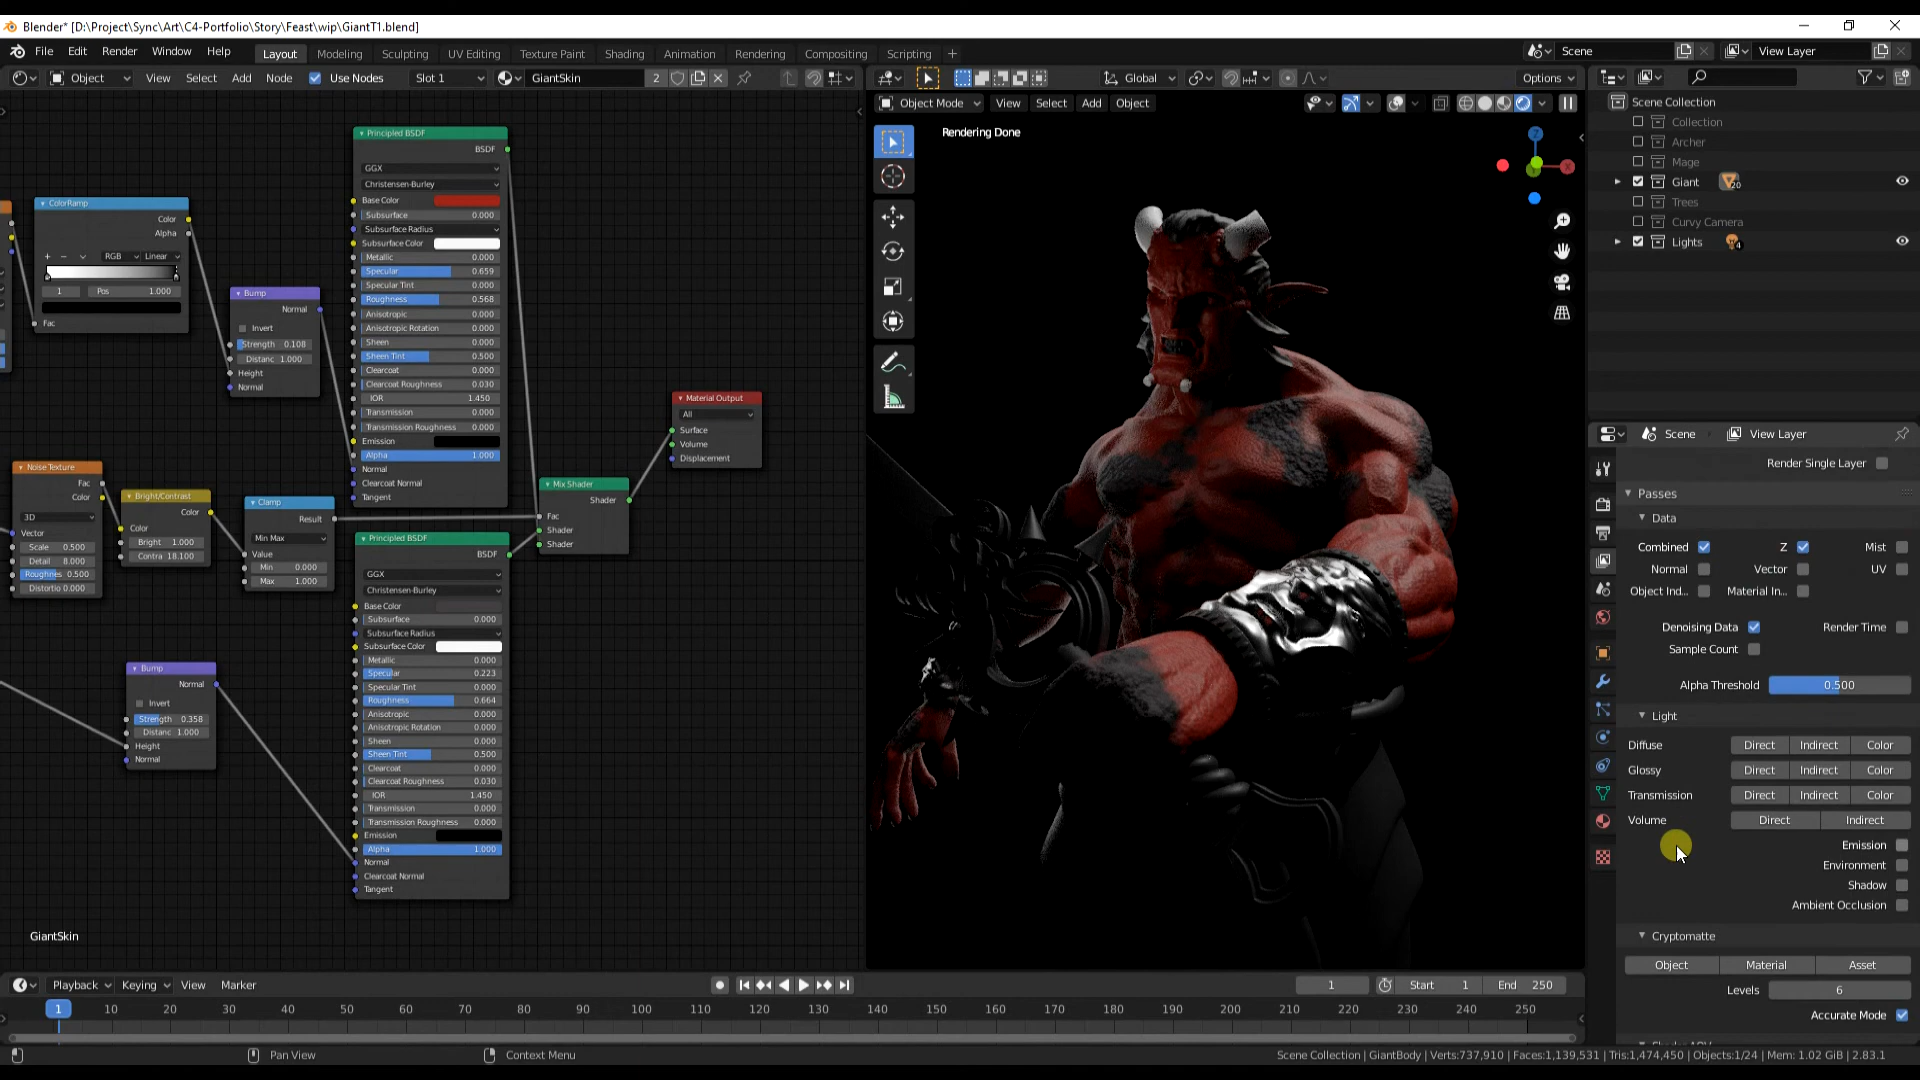 Blender* [D:\Project\Sync\Art\C4-Portfolio\Story\Feast\wip\GiantT1.blend]
File Edit Render Window Help Layout Modeling Sculpting UV Editing Texture Paint Shading Animation Rendering Compositing Scripting + Scene View Layer
Object View Select Add Node Use Nodes Slot 1 GiantSkin 2
Global Options
Object Mode View Select Add Object
Rendering Done
Principled BSDF
BSDF
GGX
Christensen-Burley
Base Color
Subsurface 0.000
Subsurface Radius
Subsurface Color
Metallic 0.000
Specular 0.659
Specular Tint 0.000
Roughness 0.568
Anisotropic 0.000
Anisotropic Rotation 0.000
Sheen 0.000
Sheen Tint 0.500
Clearcoat 0.000
Clearcoat Roughness 0.030
IOR 1.450
Transmission 0.000
Transmission Roughness 0.000
Emission
Alpha 1.000
Normal
Clearcoat Normal
Tangent
ColorRamp
Color
Alpha
+ − RGB Linear
1 Pos 1.000
Fac
Bump
Normal
Invert
Strength 0.108
Distanc 1.000
Height
Normal
Material Output
All
Surface
Volume
Displacement
Noise Texture
Fac
Color
3D
Vector
Scale 0.500
Detail 8.000
Roughnes 0.500
Distortio 0.000
Bright/Contrast
Color
Color
Bright 1.000
Contra 18.100
Clamp
Result
Min Max
Value
Min 0.000
Max 1.000
Mix Shader
Shader
Fac
Shader
Shader
Principled BSDF
BSDF
GGX
Christensen-Burley
Base Color
Subsurface 0.000
Subsurface Radius
Subsurface Color
Metallic 0.000
Specular 0.223
Specular Tint 0.000
Roughness 0.664
Anisotropic 0.000
Anisotropic Rotation 0.000
Sheen 0.000
Sheen Tint 0.500
Clearcoat 0.000
Clearcoat Roughness 0.030
IOR 1.450
Transmission 0.000
Transmission Roughness 0.000
Emission
Alpha 1.000
Normal
Clearcoat Normal
Tangent
Bump
Normal
Invert
Strength 0.358
Distanc 1.000
Height
Normal
GiantSkin
Z
X
Scene Collection
Collection
Archer
Mage
Giant 20
Trees
Curvy Camera
Lights 4
Scene View Layer
Render Single Layer
Passes
Data
Combined Z Mist
Normal Vector UV
Object Ind... Material In...
Denoising Data Render Time
Sample Count
Alpha Threshold 0.500
Light
Diffuse Direct Indirect Color
Glossy Direct Indirect Color
Transmission Direct Indirect Color
Volume Direct Indirect
Emission
Environment
Shadow
Ambient Occlusion
Cryptomatte
Object Material Asset
Levels 6
Accurate Mode
Playback Keying View Marker 1 Start 1 End 250
1 10 20 30 40 50 60 70 80 90 100 110 120 130 140 150 160 170 180 190 200 210 220 230 240 250
Pan View Context Menu Scene Collection | GiantBody | Verts:737,910 | Faces:1,139,531 | Tris:1,474,450 | Objects:1/24 | Mem: 1.02 GiB | 2.83.1